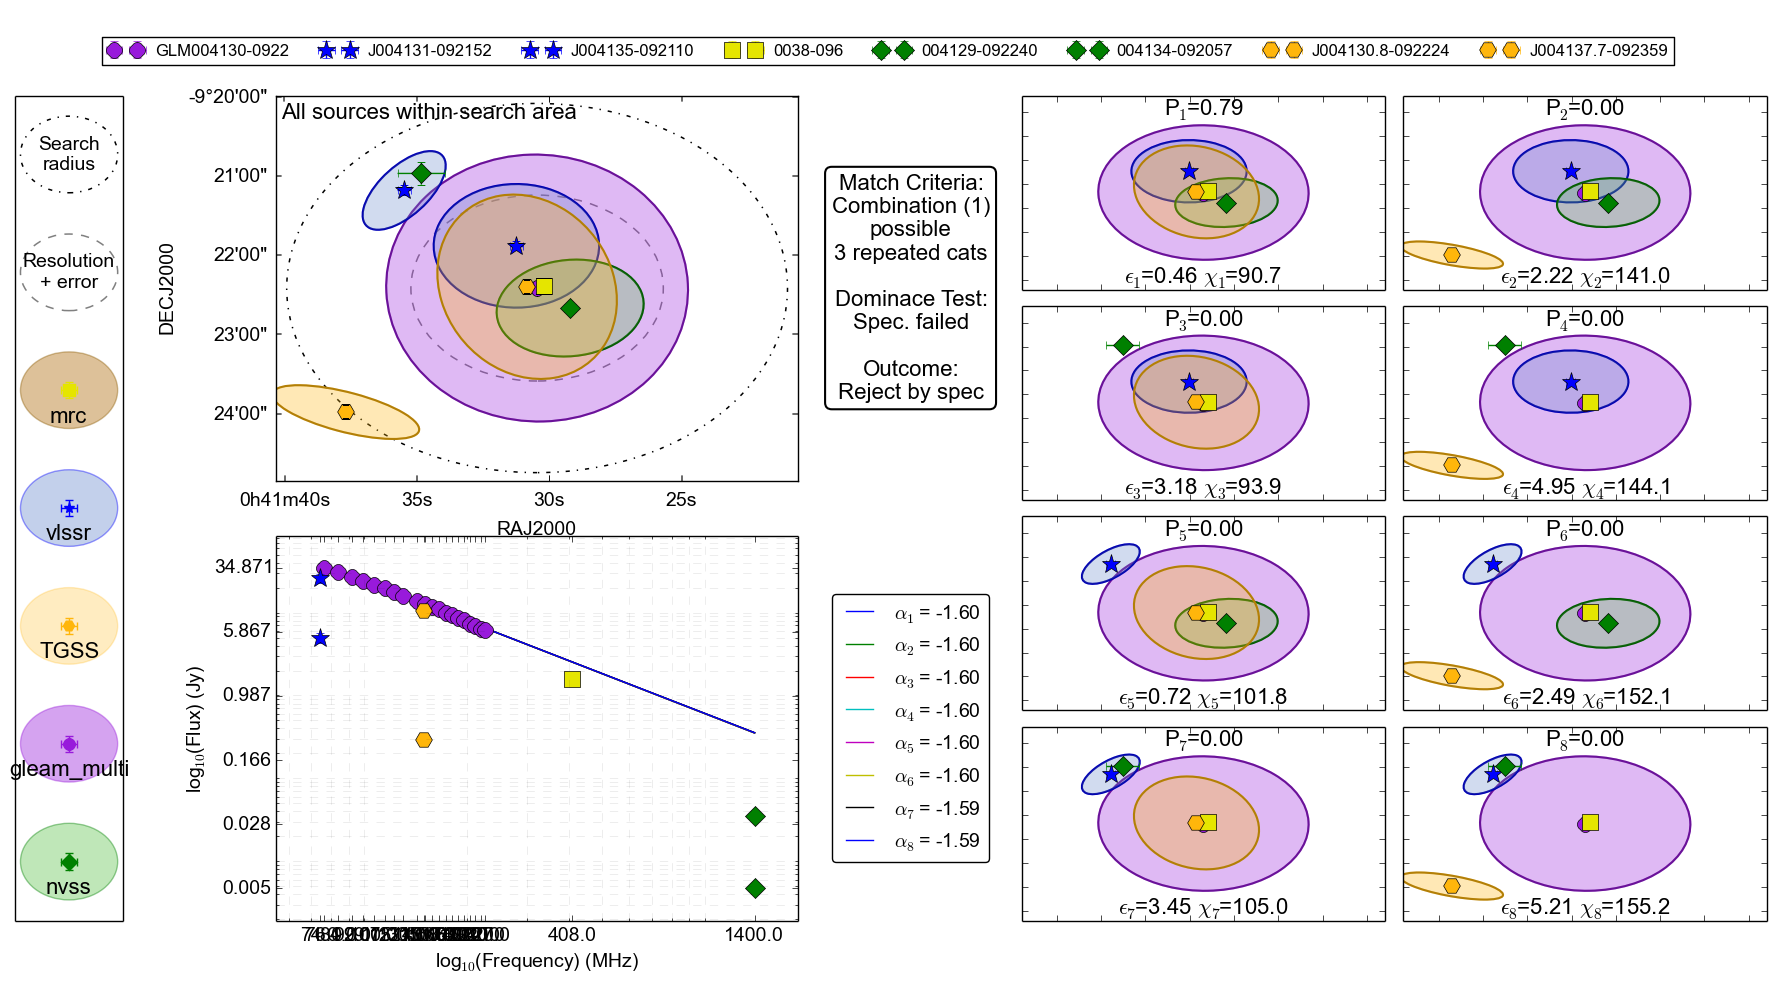 GLM004130-0922 J004131-092152 J004135-092110 0038-096 004129-092240 004134-092057 J004130.8-092224 J004137.7-092359
Search
radius
Resolution
+ error
mrc
vlssr
TGSS
gleam_multi
nvss
All sources within search area
-9°20'00"
21'00"
22'00"
23'00"
24'00"
DECJ2000
0h41m40s 35s 30s 25s
RAJ2000
Match Criteria:
Combination (1)
possible
3 repeated cats
Dominace Test:
Spec. failed
Outcome:
Reject by spec
34.871
5.867
0.987
0.166
0.028
0.005
log₁₀(Flux) (Jy)
408.0 1400.0
log₁₀(Frequency) (MHz)
α₁ = -1.60
α₂ = -1.60
α₃ = -1.60
α₄ = -1.60
α₅ = -1.60
α₆ = -1.60
α₇ = -1.59
α₈ = -1.59
P₁=0.79
ϵ₁=0.46 χ₁=90.7
P₂=0.00
ϵ₂=2.22 χ₂=141.0
P₃=0.00
ϵ₃=3.18 χ₃=93.9
P₄=0.00
ϵ₄=4.95 χ₄=144.1
P₅=0.00
ϵ₅=0.72 χ₅=101.8
P₆=0.00
ϵ₆=2.49 χ₆=152.1
P₇=0.00
ϵ₇=3.45 χ₇=105.0
P₈=0.00
ϵ₈=5.21 χ₈=155.2